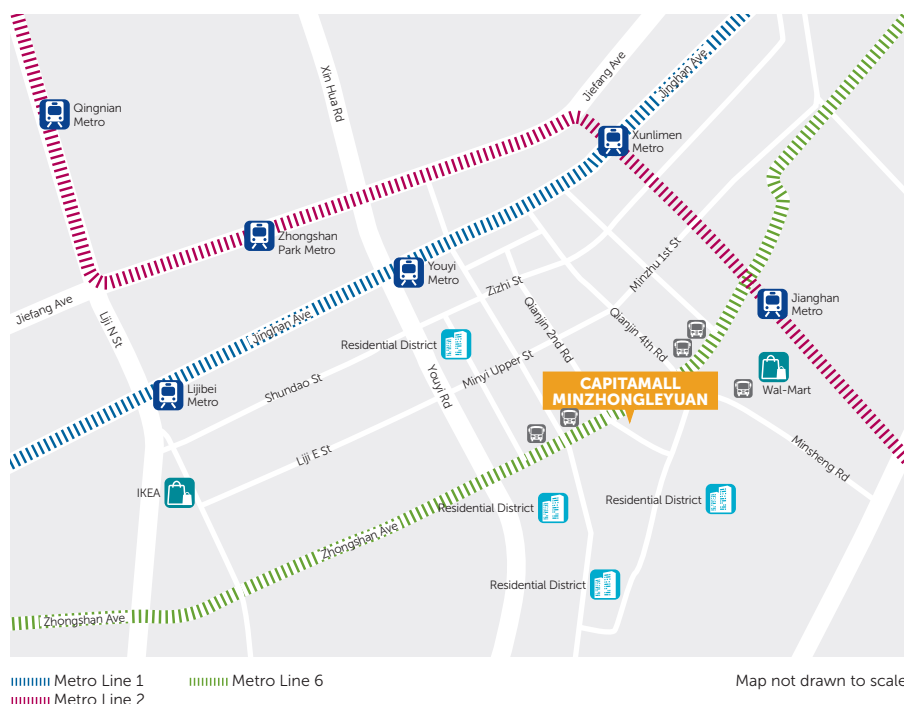 Qingnian
Metro
Xin Hua Rd
Jiefang Ave
Jinghan Ave
Xunlimen
Metro
Zhongshan
Park Metro
Youyi
Metro
Zizhi St
Minzhu 1st St
Jianghan
Metro
Jiefang Ave
Liji N St
Jinghan Ave
Qianjin 2nd Rd
Qianjin 4th Rd
Residential District
Youyi Rd
Minyi Upper St
Shundao St
Lijibei
Metro
CAPITAMALL
MINZHONGLEYUAN
Wal-Mart
Liji E St
Minsheng Rd
IKEA
Residential District
Residential District
Zhongshan Ave
Residential District
Zhongshan Ave
Metro Line 1
Metro Line 6
Map not drawn to scale
Metro Line 2